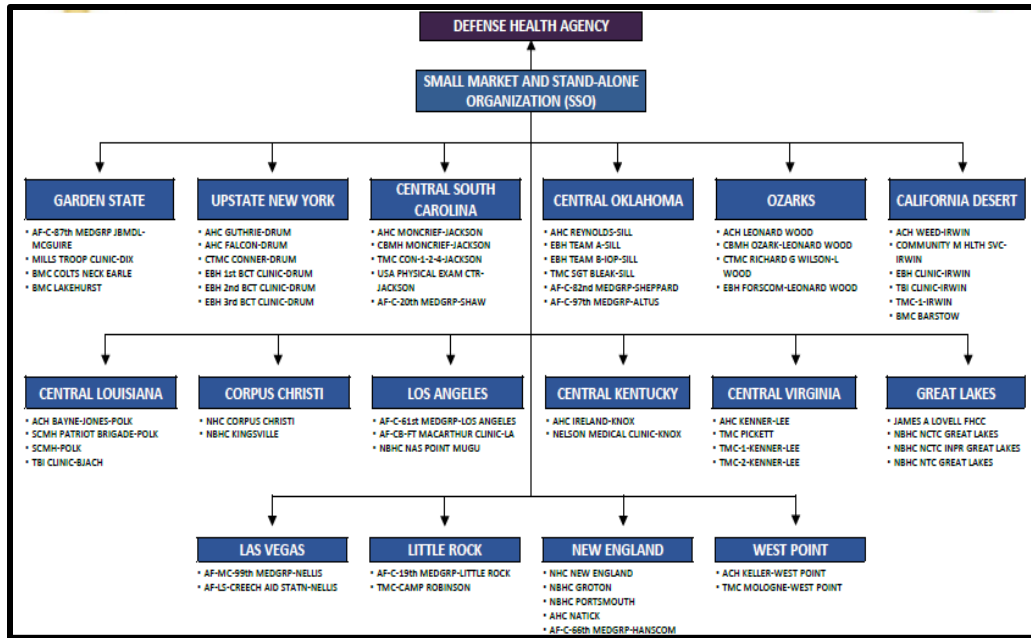 DEFENSE HEALTH AGENCY
SMALL MARKET AND STAND-ALONE
ORGANIZATION (SSO)
GARDEN STATE
• AF-C-87th MEDGRP JBMDL-
MCGUIRE
• MILLS TROOP CLINIC-DIX
• BMC COLTS NECK EARLE
• BMC LAKEHURST
UPSTATE NEW YORK
• AHC GUTHRIE-DRUM
• AHC FALCON-DRUM
• CTMC CONNER-DRUM
• EBH 1st BCT CLINIC-DRUM
• EBH 2nd BCT CLINIC-DRUM
• EBH 3rd BCT CLINIC-DRUM
CENTRAL SOUTH
CAROLINA
• AHC MONCRIEF-JACKSON
• CBMH MONCRIEF-JACKSON
• TMC CON-1-2-4-JACKSON
• USA PHYSICAL EXAM CTR-
JACKSON
• AF-C-20th MEDGRP-SHAW
CENTRAL OKLAHOMA
• AHC REYNOLDS-SILL
• EBH TEAM A-SILL
• EBH TEAM B-IOP-SILL
• TMC SGT BLEAK-SILL
• AF-C-82nd MEDGRP-SHEPPARD
• AF-C-97th MEDGRP-ALTUS
OZARKS
• ACH LEONARD WOOD
• CBMH OZARK-LEONARD WOOD
• CTMC RICHARD G WILSON-L
WOOD
• EBH FORSCOM-LEONARD WOOD
CALIFORNIA DESERT
• ACH WEED-IRWIN
• COMMUNITY M HLTH SVC-
IRWIN
• EBH CLINIC-IRWIN
• TBI CLINIC-IRWIN
• TMC-1-IRWIN
• BMC BARSTOW
CENTRAL LOUISIANA
• ACH BAYNE-JONES-POLK
• SCMH PATRIOT BRIGADE-POLK
• SCMH-POLK
• TBI CLINIC-BJACH
CORPUS CHRISTI
• NHC CORPUS CHRISTI
• NBHC KINGSVILLE
LOS ANGELES
• AF-C-61st MEDGRP-LOS ANGELES
• AF-CB-FT MACARTHUR CLINIC-LA
• NBHC NAS POINT MUGU
CENTRAL KENTUCKY
• AHC IRELAND-KNOX
• NELSON MEDICAL CLINIC-KNOX
CENTRAL VIRGINIA
• AHC KENNER-LEE
• TMC PICKETT
• TMC-1-KENNER-LEE
• TMC-2-KENNER-LEE
GREAT LAKES
• JAMES A LOVELL FHCC
• NBHC NCTC GREAT LAKES
• NBHC NCTC INPR GREAT LAKES
• NBHC NTC GREAT LAKES
LAS VEGAS
• AF-MC-99th MEDGRP-NELLIS
• AF-LS-CREECH AID STATN-NELLIS
LITTLE ROCK
• AF-C-19th MEDGRP-LITTLE ROCK
• TMC-CAMP ROBINSON
NEW ENGLAND
• NHC NEW ENGLAND
• NBHC GROTON
• NBHC PORTSMOUTH
• AHC NATICK
• AF-C-66th MEDGRP-HANSCOM
WEST POINT
• ACH KELLER-WEST POINT
• TMC MOLOGNE-WEST POINT